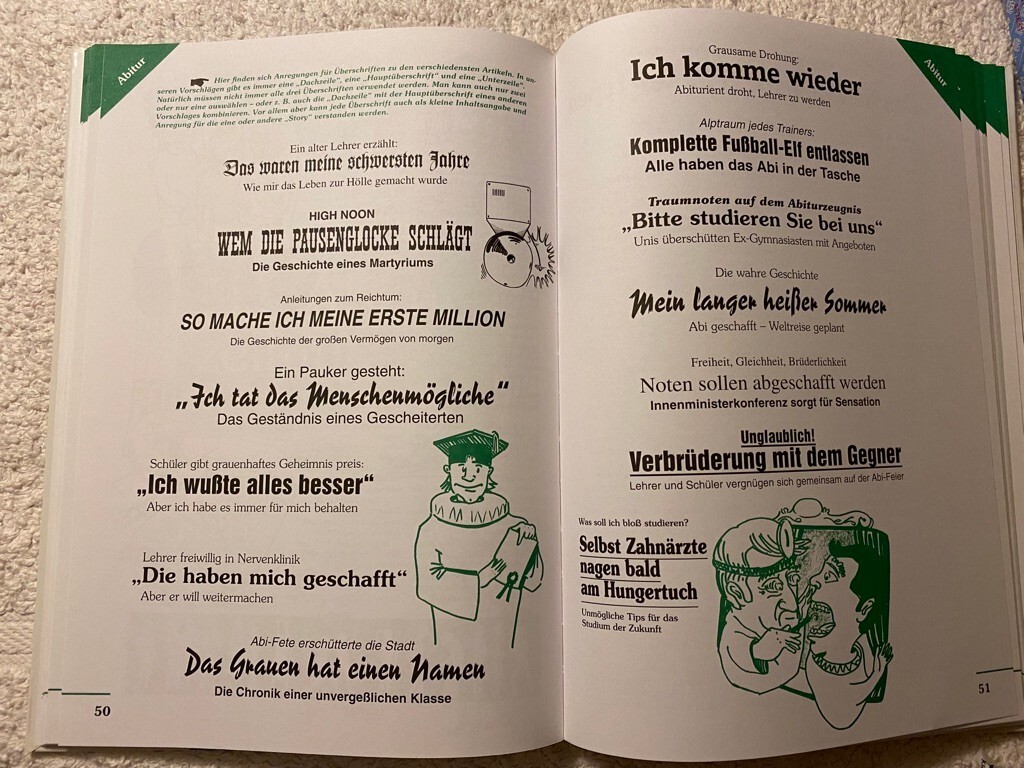 Abitur
Hier finden sich Anregungen für Überschriften zu den verschiedensten Artikeln. In un-
seren Vorschlägen gibt es immer eine „Dachzeile", eine „Hauptüberschrift" und eine „Unterzeile".
Natürlich müssen nicht immer alle drei Überschriften verwendet werden. Man kann auch nur zwei
oder nur eine auswählen – oder z. B. auch die „Dachzeile" mit der Hauptüberschrift eines anderen
Vorschlages kombinieren. Vor allem aber kann jede Überschrift auch als kleine Inhaltsangabe und
Anregung für die eine oder andere „Story" verstanden werden.
Ein alter Lehrer erzählt:
Das waren meine schwersten Jahre
Wie mir das Leben zur Hölle gemacht wurde
HIGH NOON
WEM DIE PAUSENGLOCKE SCHLÄGT
Die Geschichte eines Martyriums
Anleitungen zum Reichtum:
SO MACHE ICH MEINE ERSTE MILLION
Die Geschichte der großen Vermögen von morgen
Ein Pauker gesteht:
„Ich tat das Menschenmögliche"
Das Geständnis eines Gescheiterten
Schüler gibt grauenhaftes Geheimnis preis:
„Ich wußte alles besser"
Aber ich habe es immer für mich behalten
Lehrer freiwillig in Nervenklinik
„Die haben mich geschafft"
Aber er will weitermachen
Abi-Fete erschütterte die Stadt
Das Grauen hat einen Namen
Die Chronik einer unvergeßlichen Klasse
50
Abitur
Grausame Drohung:
Ich komme wieder
Abiturient droht, Lehrer zu werden
Alptraum jedes Trainers:
Komplette Fußball-Elf entlassen
Alle haben das Abi in der Tasche
Traumnoten auf dem Abiturzeugnis
„Bitte studieren Sie bei uns"
Unis überschütten Ex-Gymnasiasten mit Angeboten
Die wahre Geschichte
Mein langer heißer Sommer
Abi geschafft – Weltreise geplant
Freiheit, Gleichheit, Brüderlichkeit
Noten sollen abgeschafft werden
Innenministerkonferenz sorgt für Sensation
Unglaublich!
Verbrüderung mit dem Gegner
Lehrer und Schüler vergnügen sich gemeinsam auf der Abi-Feier
Was soll ich bloß studieren?
Selbst Zahnärzte
nagen bald
am Hungertuch
Unmögliche Tips für das
Studium der Zukunft
51